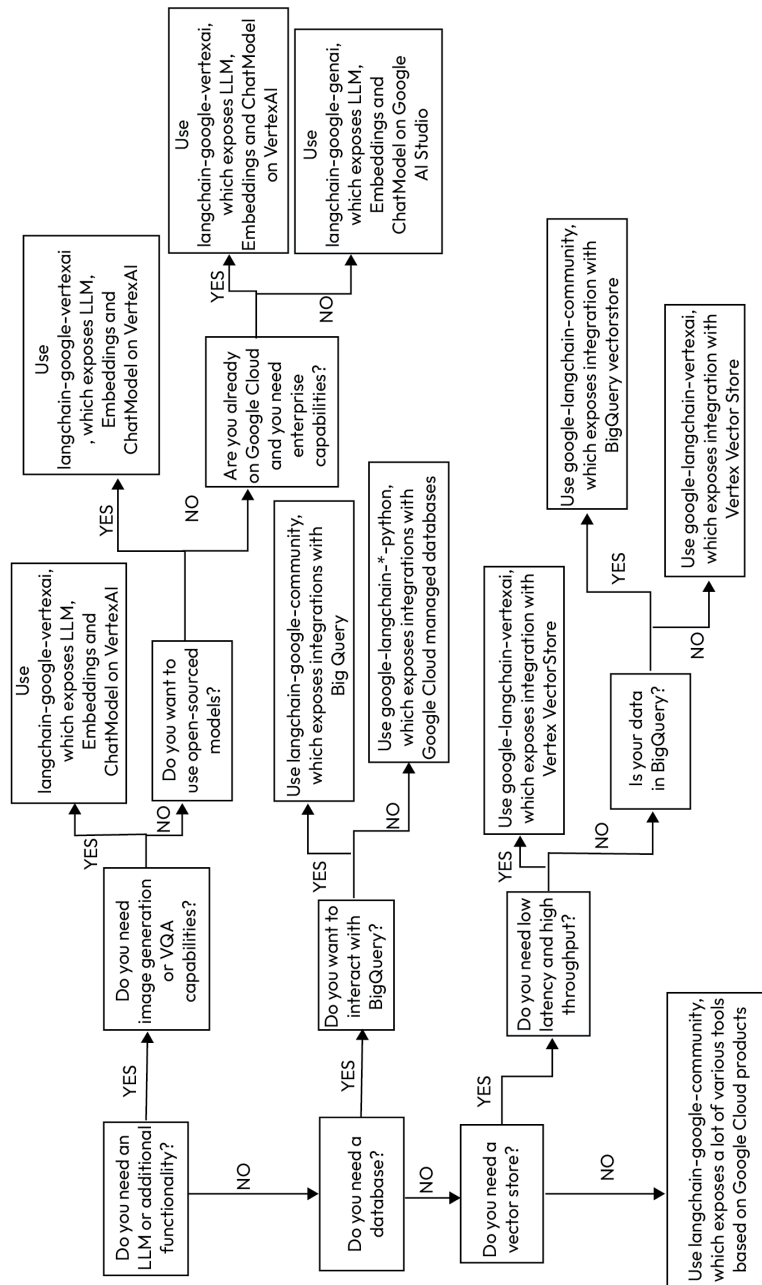 Do you need an
LLM or additional
functionality?
YES
Do you need
image generation
or VQA
capabilities?
YES
Use
langchain-google-vertexai,
which exposes LLM,
Embeddings and
ChatModel on VertexAI
NO
Do you want to
use open-sourced
models?
YES
Use
langchain-google-vertexai
, which exposes LLM,
Embeddings and
ChatModel on VertexAI
NO
Are you already
on Google Cloud
and you need
enterprise
capabilities?
YES
Use
langchain-google-vertexai,
which exposes LLM,
Embeddings and ChatModel
on VertexAI
NO
Use
langchain-google-genai,
which exposes LLM,
Embeddings and
ChatModel on Google
AI Studio
NO
Do you need a
database?
YES
Do you want to
interact with
BigQuery?
YES
Use langchain-google-community,
which exposes integrations with
Big Query
NO
Use google-langchain-*-python,
which exposes integrations with
Google Cloud managed databases
NO
Do you need a
vector store?
YES
Do you need low
latency and high
throughput?
YES
Use google-langchain-vertexai,
which exposes integration with
Vertex VectorStore
NO
Is your data
in BigQuery?
YES
Use google-langchain-community,
which exposes integration with
BigQuery vectorstore
NO
Use google-langchain-vertexai,
which exposes integration with
Vertex Vector Store
NO
Use langchain-google-community,
which exposes a lot of various tools
based on Google Cloud products